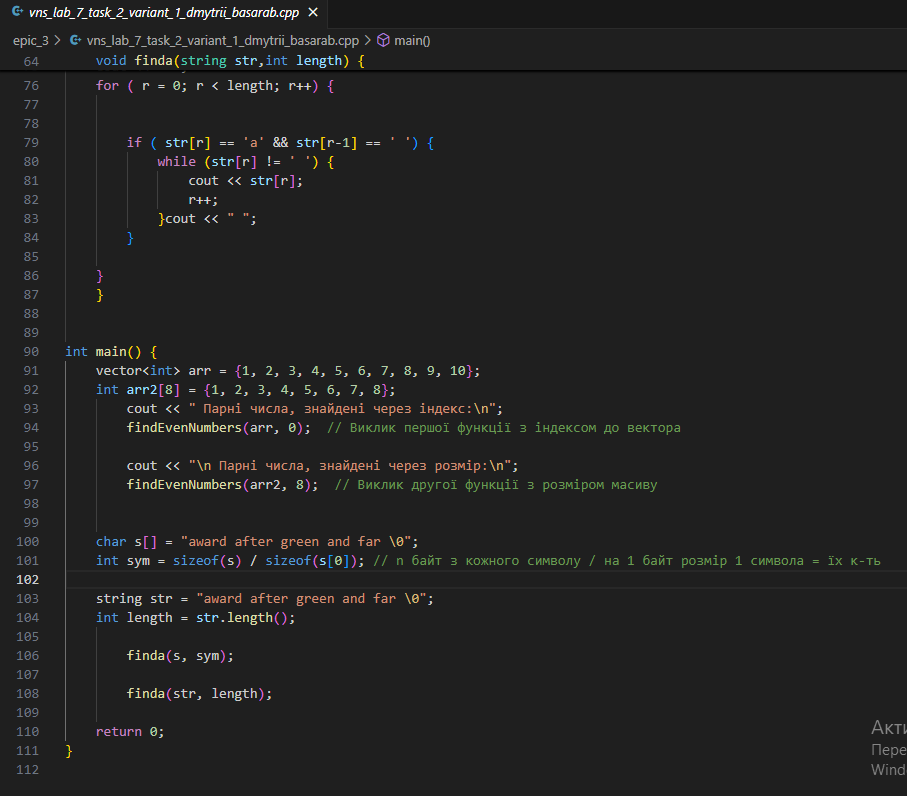 vns_lab_7_task_2_variant_1_dmytrii_basarab.cpp
epic_3 > vns_lab_7_task_2_variant_1_dmytrii_basarab.cpp > main()
64 void finda(string str,int length) {
76 for ( r = 0; r < length; r++) {
77
78
79 if ( str[r] == 'a' && str[r-1] == ' ') {
80 while (str[r] != ' ') {
81 cout << str[r];
82 r++;
83 }cout << " ";
84 }
85
86 }
87 }
88
89
90 int main() {
91 vector<int> arr = {1, 2, 3, 4, 5, 6, 7, 8, 9, 10};
92 int arr2[8] = {1, 2, 3, 4, 5, 6, 7, 8};
93 cout << " Парні числа, знайдені через індекс:\n";
94 findEvenNumbers(arr, 0);  // Виклик першої функції з індексом до вектора
95
96 cout << "\n Парні числа, знайдені через розмір:\n";
97 findEvenNumbers(arr2, 8);  // Виклик другої функції з розміром масиву
98
99
100 char s[] = "award after green and far \0";
101 int sym = sizeof(s) / sizeof(s[0]); // n байт з кожного символу / на 1 байт розмір 1 символа = їх к-ть
102
103 string str = "award after green and far \0";
104 int length = str.length();
105
106 finda(s, sym);
107
108 finda(str, length);
109
110 return 0;
111 }
112
Акти
Пере
Wind